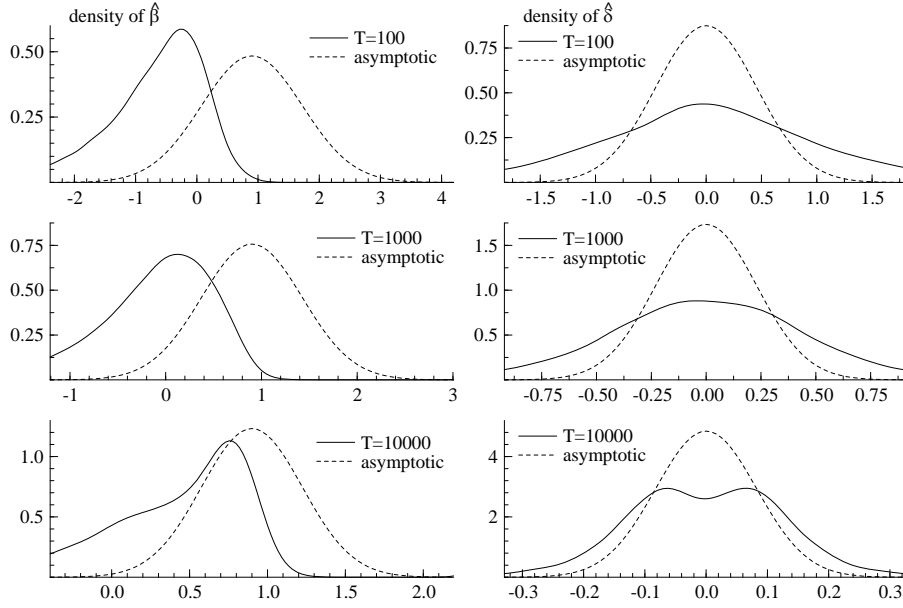 density of β̂
T=100
asymptotic
0.50
0.25
-2 -1 0 1 2 3 4
density of δ̂
T=100
asymptotic
0.75
0.50
0.25
-1.5 -1.0 -0.5 0.0 0.5 1.0 1.5
T=1000
asymptotic
0.75
0.50
0.25
-1 0 1 2 3
T=1000
asymptotic
1.5
1.0
0.5
-0.75 -0.50 -0.25 0.00 0.25 0.50 0.75
T=10000
asymptotic
1.0
0.5
0.0 0.4 0.8 1.2 1.6 2.0
T=10000
asymptotic
4
2
-0.3 -0.2 -0.1 0.0 0.1 0.2 0.3